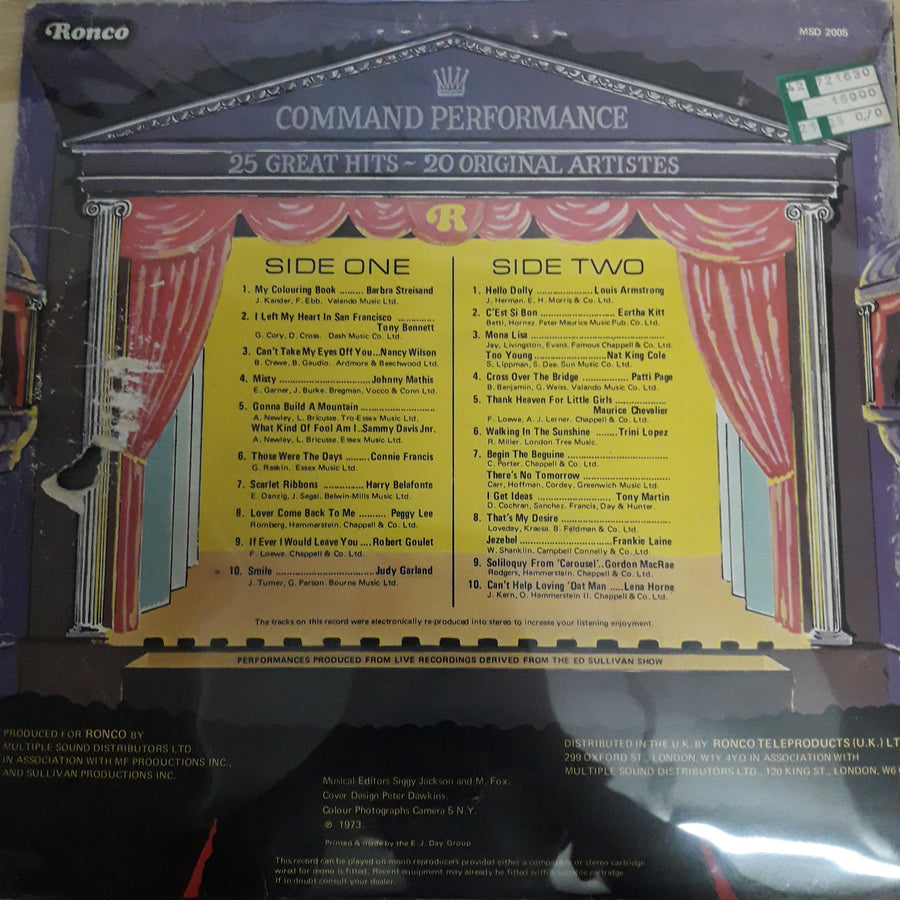 Ronco
MSD 2005
42 721630
16000
0/0
COMMAND PERFORMANCE
25 GREAT HITS ~ 20 ORIGINAL ARTISTES
R
SIDE ONE
1. My Colouring Book ......... Barbra Streisand
J. Kander, F. Ebb. Valando Music Ltd.
2. I Left My Heart In San Francisco .............
Tony Bennett
G. Cory, D. Cross. Dash Music Co. Ltd.
3. Can't Take My Eyes Off You...Nancy Wilson
B. Crewe, B. Gaudio. Ardmore & Beechwood Ltd.
4. Misty ................................ Johnny Mathis
E. Garner, J. Burke. Bregman, Vocco & Conn Ltd.
5. Gonna Build A Mountain ..........................
A. Newley, L. Bricusse. Tro Essex Music Ltd.
What Kind Of Fool Am I..Sammy Davis Jnr.
A. Newley, L. Bricusse. Essex Music Ltd.
6. Those Were The Days .........Connie Francis
G. Raskin. Essex Music Ltd.
7. Scarlet Ribbons ............... Harry Belafonte
E. Danzig, J. Segal. Belwin-Mills Music Ltd.
8. Lover Come Back To Me .......... Peggy Lee
Romberg, Hammerstein. Chappell & Co. Ltd.
9. If Ever I Would Leave You ....Robert Goulet
F. Loewe. Chappell & Co. Ltd.
10. Smile ....................................Judy Garland
J. Turner, G. Parson. Bourne Music Ltd.
SIDE TWO
1. Hello Dolly ......................Louis Armstrong
J. Herman. E. H. Morris & Co. Ltd.
2. C'Est Si Bon ............................ Eartha Kitt
Betti, Hornez. Peter Maurice Music Pub. Co. Ltd.
3. Mona Lisa .............................................
Jay, Livingston, Evans. Famous Chappell & Co. Ltd.
Too Young ...........................Nat King Cole
S. Lippman, S. Dee. Sun Music Co. Ltd.
4. Cross Over The Bridge ................. Patti Page
B. Benjamin, G. Weiss. Valando Music Co. Ltd.
5. Thank Heaven For Little Girls ...................
Maurice Chevalier
F. Loewe, A. J. Lerner. Chappell & Co. Ltd.
6. Walking In The Sunshine ........Trini Lopez
R. Miller. London Tree Music.
7. Begin The Beguine ....................................
C. Porter. Chappell & Co. Ltd.
There's No Tomorrow ................................
Carr, Hoffman, Cordey. Greenwich Music Ltd.
I Get Ideas ............................ Tony Martin
D. Cochran, Sanchez. Francis, Day & Hunter.
8. That's My Desire ......................................
Loveday, Kraesa. B. Feldman & Co. Ltd.
Jezebel ...................................Frankie Laine
W. Shanklin. Campbell Connelly & Co. Ltd.
9. Soliloquy From 'Carousel'..Gordon MacRae
Rodgers, Hammerstein. Chappell & Co. Ltd.
10. Can't Help Loving 'Dat Man .....Lena Horne
J. Kern, O. Hammerstein II. Chappell & Co. Ltd.
The tracks on this record were electronically re-produced into stereo to increase your listening enjoyment.
PERFORMANCES PRODUCED FROM LIVE RECORDINGS DERIVED FROM THE ED SULLIVAN SHOW
PRODUCED FOR RONCO BY
MULTIPLE SOUND DISTRIBUTORS LTD.
IN ASSOCIATION WITH MF PRODUCTIONS INC.,
AND SULLIVAN PRODUCTIONS INC.
DISTRIBUTED IN THE U.K. BY RONCO TELEPRODUCTS (U.K.) LT
299 OXFORD ST., LONDON, W1Y 4YO IN ASSOCIATION WITH
MULTIPLE SOUND DISTRIBUTORS LTD., 120 KING ST., LONDON, W6
Musical Editors Siggy Jackson and M. Fox.
Cover Design Peter Dawkins.
Colour Photographs Camera 5 N.Y.
℗ 1973.
Printed & made by the E. J. Day Group
This record can be played on mono reproducers provided either a compatible or stereo cartridge
wired for mono is fitted. Recent equipment may already be fitted with a suitable cartridge.
If in doubt consult your dealer.